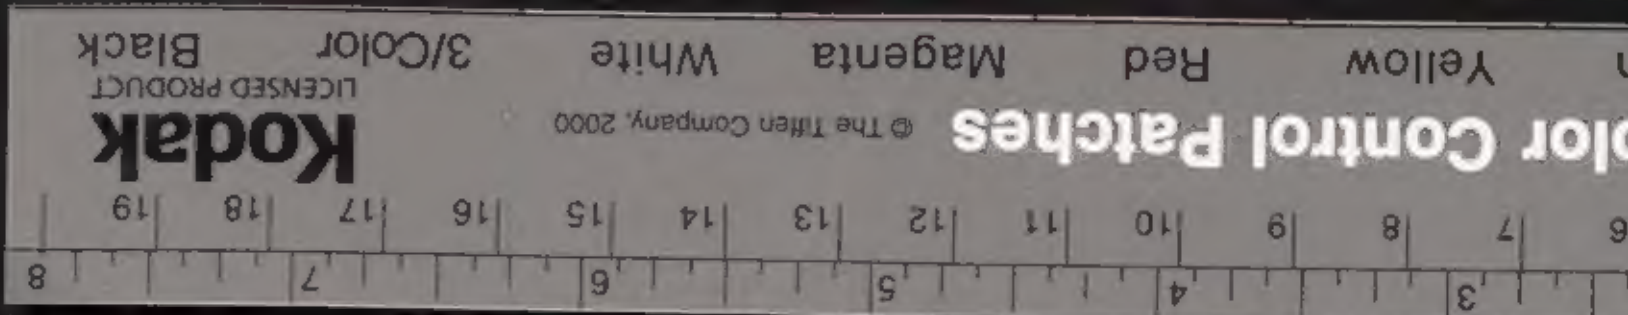 3 4 5 6 7 8
6 7 8 9 10 11 12 13 14 15 16 17 18 19
olor Control Patches © The Tiffen Company, 2000 Kodak
LICENSED PRODUCT
Yellow Red Magenta White 3/Color Black